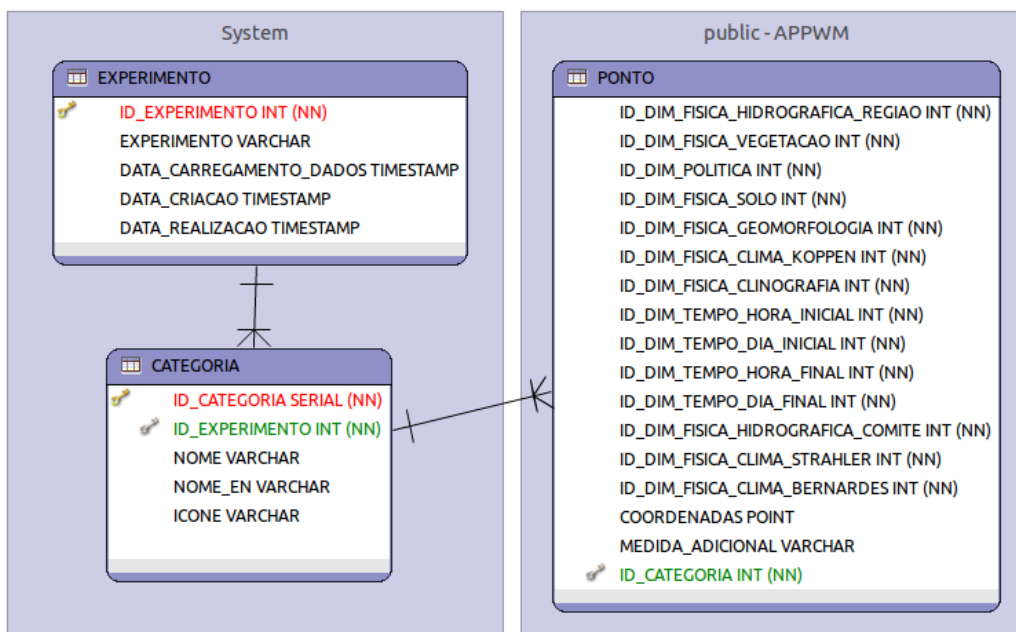 System
EXPERIMENTO
ID_EXPERIMENTO INT (NN)
EXPERIMENTO VARCHAR
DATA_CARREGAMENTO_DADOS TIMESTAMP
DATA_CRIACAO TIMESTAMP
DATA_REALIZACAO TIMESTAMP
CATEGORIA
ID_CATEGORIA SERIAL (NN)
ID_EXPERIMENTO INT (NN)
NOME VARCHAR
NOME_EN VARCHAR
ICONE VARCHAR
public - APPWM
PONTO
ID_DIM_FISICA_HIDROGRAFICA_REGIAO INT (NN)
ID_DIM_FISICA_VEGETACAO INT (NN)
ID_DIM_POLITICA INT (NN)
ID_DIM_FISICA_SOLO INT (NN)
ID_DIM_FISICA_GEOMORFOLOGIA INT (NN)
ID_DIM_FISICA_CLIMA_KOPPEN INT (NN)
ID_DIM_FISICA_CLINOGRAFIA INT (NN)
ID_DIM_TEMPO_HORA_INICIAL INT (NN)
ID_DIM_TEMPO_DIA_INICIAL INT (NN)
ID_DIM_TEMPO_HORA_FINAL INT (NN)
ID_DIM_TEMPO_DIA_FINAL INT (NN)
ID_DIM_FISICA_HIDROGRAFICA_COMITE INT (NN)
ID_DIM_FISICA_CLIMA_STRAHLER INT (NN)
ID_DIM_FISICA_CLIMA_BERNARDES INT (NN)
COORDENADAS POINT
MEDIDA_ADICIONAL VARCHAR
ID_CATEGORIA INT (NN)